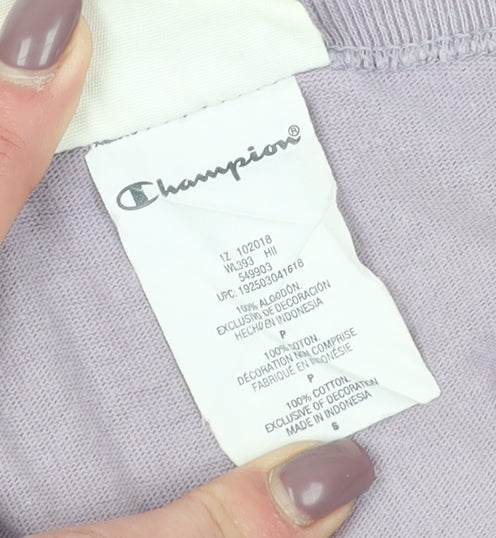 Champion®
1Z 102018
WL393 HII
549903
UPC: 192503041618
100% ALGODÓN.
EXCLUSIVO DE DECORACIÓN
HECHO EN INDONESIA
P
100% COTON.
DÉCORATION NON COMPRISE
FABRIQUÉ EN INDONÉSIE
P
100% COTTON.
EXCLUSIVE OF DECORATION
MADE IN INDONESIA
S